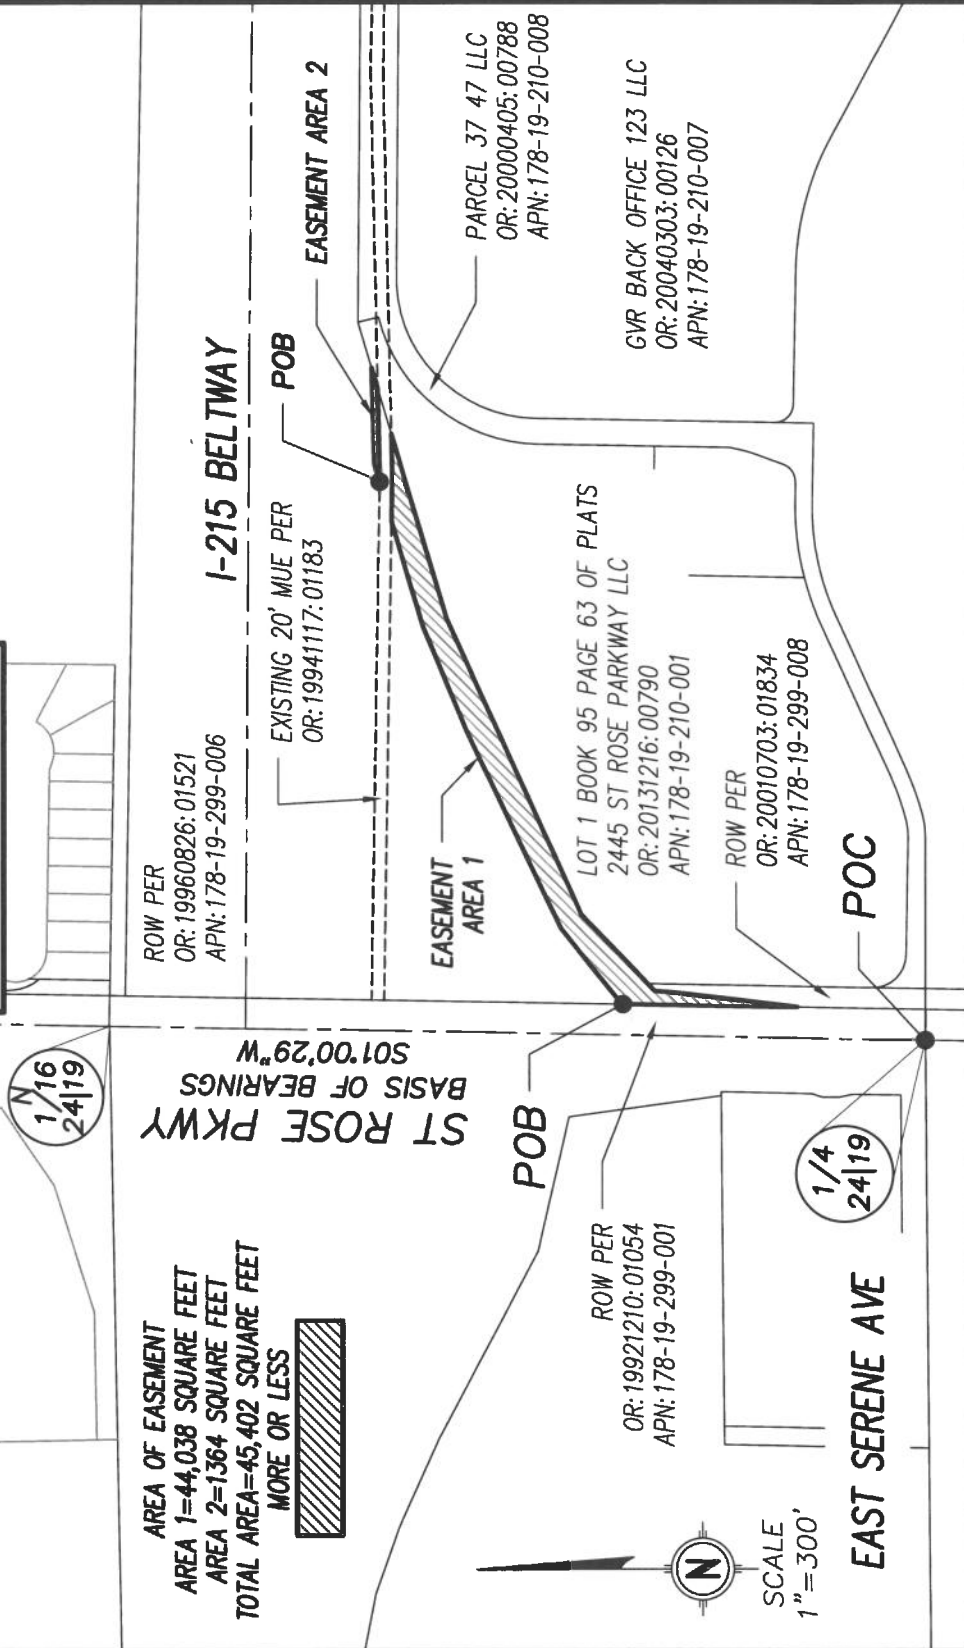 I-215 BELTWAY
EASEMENT AREA 2
POB
EXISTING 20' MUE PER
OR:19941117:01183
ROW PER
OR:19960826:01521
APN:178-19-299-006
PARCEL 37 47 LLC
OR:20000405:00788
APN:178-19-210-008
GVR BACK OFFICE 123 LLC
OR:20040303:00126
APN:178-19-210-007
EASEMENT
AREA 1
LOT 1 BOOK 95 PAGE 63 OF PLATS
2445 ST ROSE PARKWAY LLC
OR:20131216:00790
APN:178-19-210-001
ROW PER
OR:20010703:01834
APN:178-19-299-008
POC
N
1/16
24|19
ST ROSE PKWY
BASIS OF BEARINGS
S01°00'29"W
POB
ROW PER
OR:19921210:01054
APN:178-19-299-001
1/4
24|19
AREA OF EASEMENT
AREA 1=44,038 SQUARE FEET
AREA 2=1364 SQUARE FEET
TOTAL AREA=45,402 SQUARE FEET
MORE OR LESS
N
SCALE
1"=300'
EAST SERENE AVE